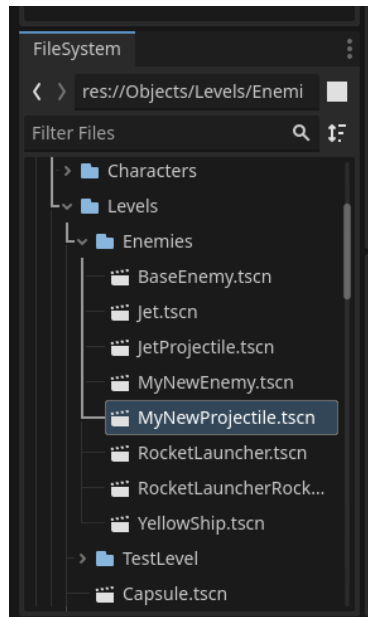 FileSystem
res://Objects/Levels/Enemi
Filter Files
Characters
Levels
Enemies
BaseEnemy.tscn
Jet.tscn
JetProjectile.tscn
MyNewEnemy.tscn
MyNewProjectile.tscn
RocketLauncher.tscn
RocketLauncherRock...
YellowShip.tscn
TestLevel
Capsule.tscn